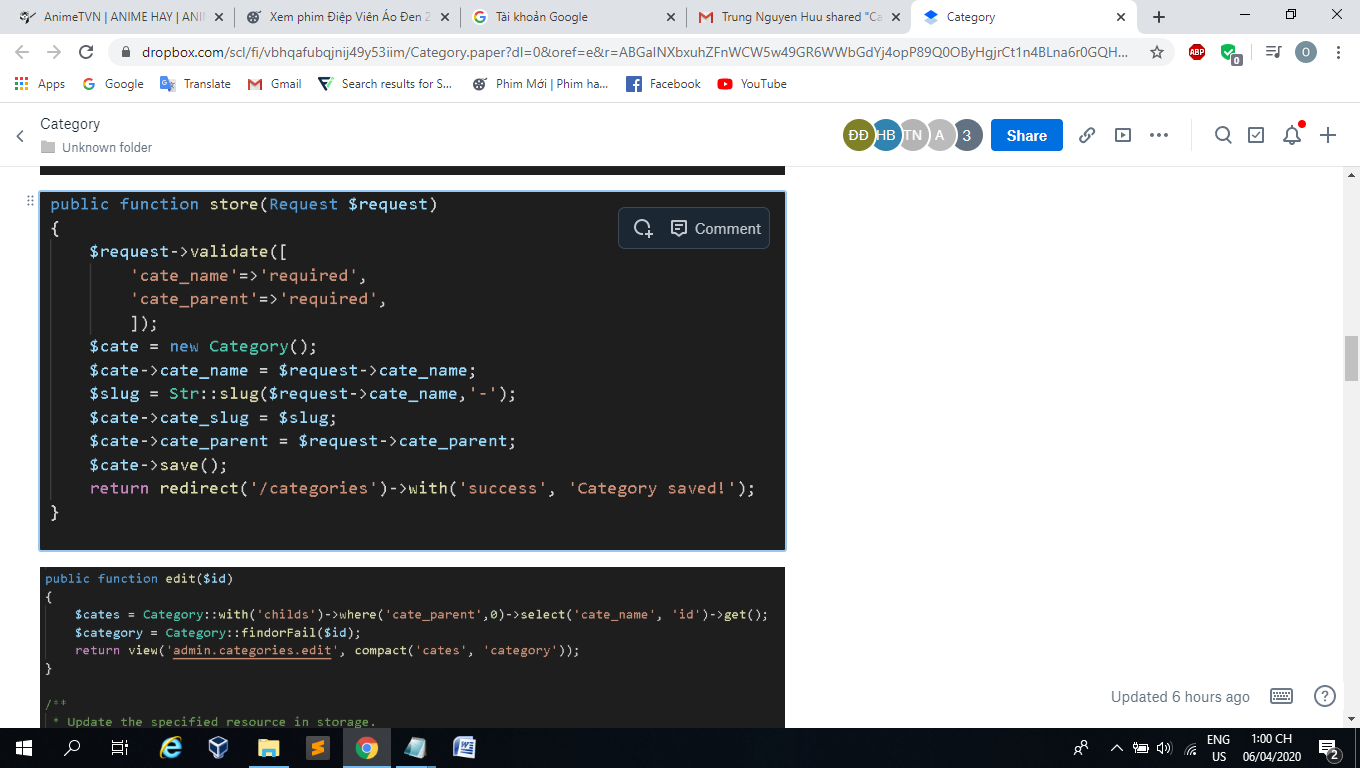 AnimeTVN | ANIME HAY | ANI
Xem phim Điệp Viên Áo Đen 2
Tài khoản Google
Trung Nguyen Huu shared "Ca
Category
dropbox.com/scl/fi/vbhqafubqjnij49y53iim/Category.paper?dl=0&oref=e&r=ABGaINXbxuhZFnWCW5w49GR6WWbGdYj4opP89Q0OByHgjrCt1n4BLna6r0GQH...
ABP
0
O
Apps
Google
Translate
Gmail
Search results for S...
Phim Mới | Phim ha...
Facebook
YouTube
Category
Unknown folder
ĐĐ
HB
TN
A
3
Share
public function store(Request $request)
{
$request->validate([
'cate_name'=>'required',
'cate_parent'=>'required',
]);
$cate = new Category();
$cate->cate_name = $request->cate_name;
$slug = Str::slug($request->cate_name,'-');
$cate->cate_slug = $slug;
$cate->cate_parent = $request->cate_parent;
$cate->save();
return redirect('/categories')->with('success', 'Category saved!');
}
Comment
public function edit($id)
{
$cates = Category::with('childs')->where('cate_parent',0)->select('cate_name', 'id')->get();
$category = Category::findorFail($id);
return view('admin.categories.edit', compact('cates', 'category'));
}
/**
* Update the specified resource in storage.
Updated 6 hours ago
?
ENG
US
1:00 CH
06/04/2020
2